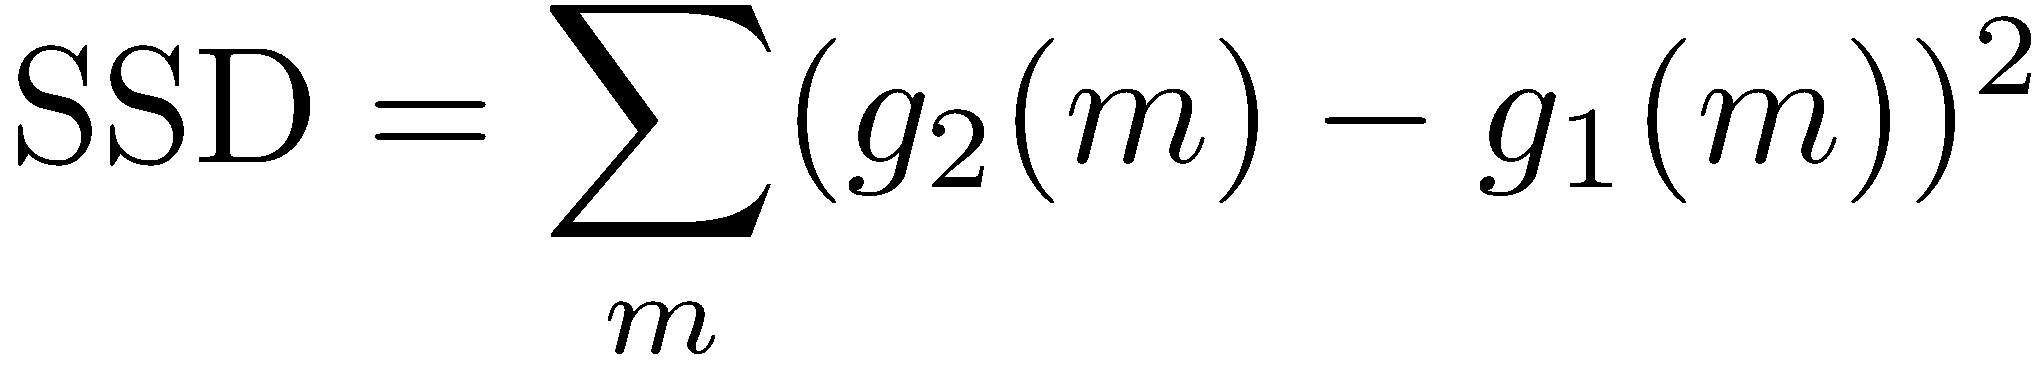 SSD = ∑ₘ (g₂(m) − g₁(m))²